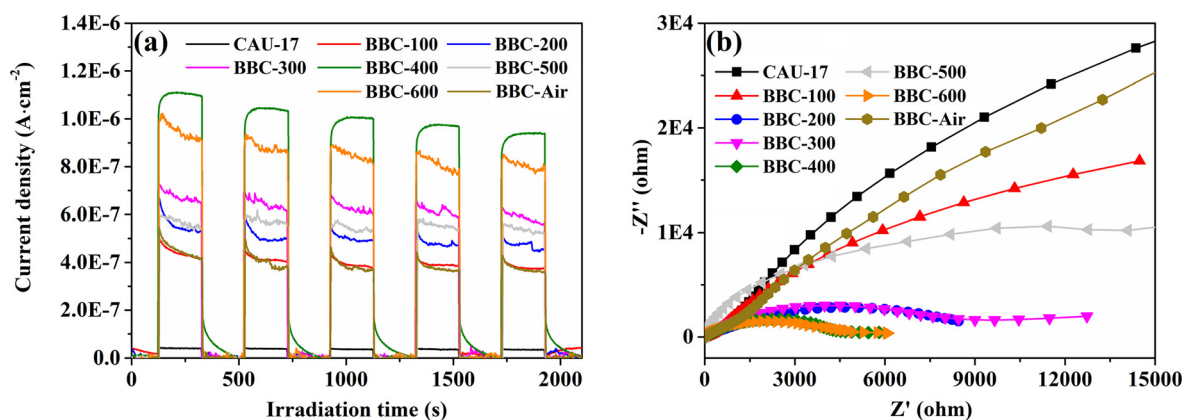 (a)
CAU-17 BBC-100 BBC-200
BBC-300 BBC-400 BBC-500
BBC-600 BBC-Air
1.4E-6
1.2E-6
1.0E-6
8.0E-7
6.0E-7
4.0E-7
2.0E-7
0.0
Current density (A·cm⁻²)
0 500 1000 1500 2000
Irradiation time (s)
(b)
CAU-17 BBC-500
BBC-100 BBC-600
BBC-200 BBC-Air
BBC-300
BBC-400
3E4
2E4
1E4
0
-Z'' (ohm)
0 3000 6000 9000 12000 15000
Z' (ohm)